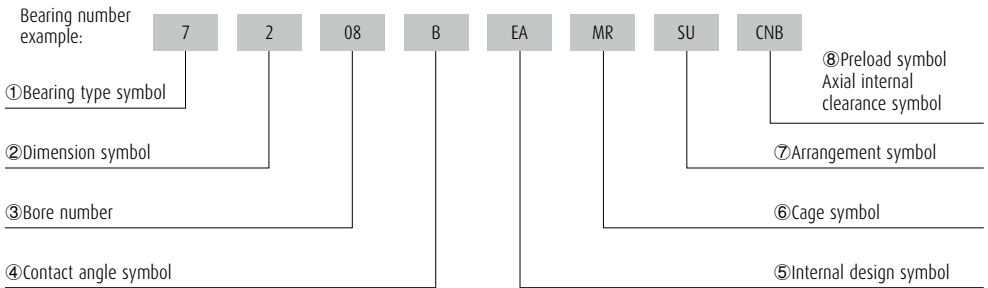 Bearing number
example:
7 2 08 B EA MR SU CNB
⑧Preload symbol
Axial internal
clearance symbol
①Bearing type symbol
②Dimension symbol
⑦Arrangement symbol
③Bore number
⑥Cage symbol
④Contact angle symbol
⑤Internal design symbol